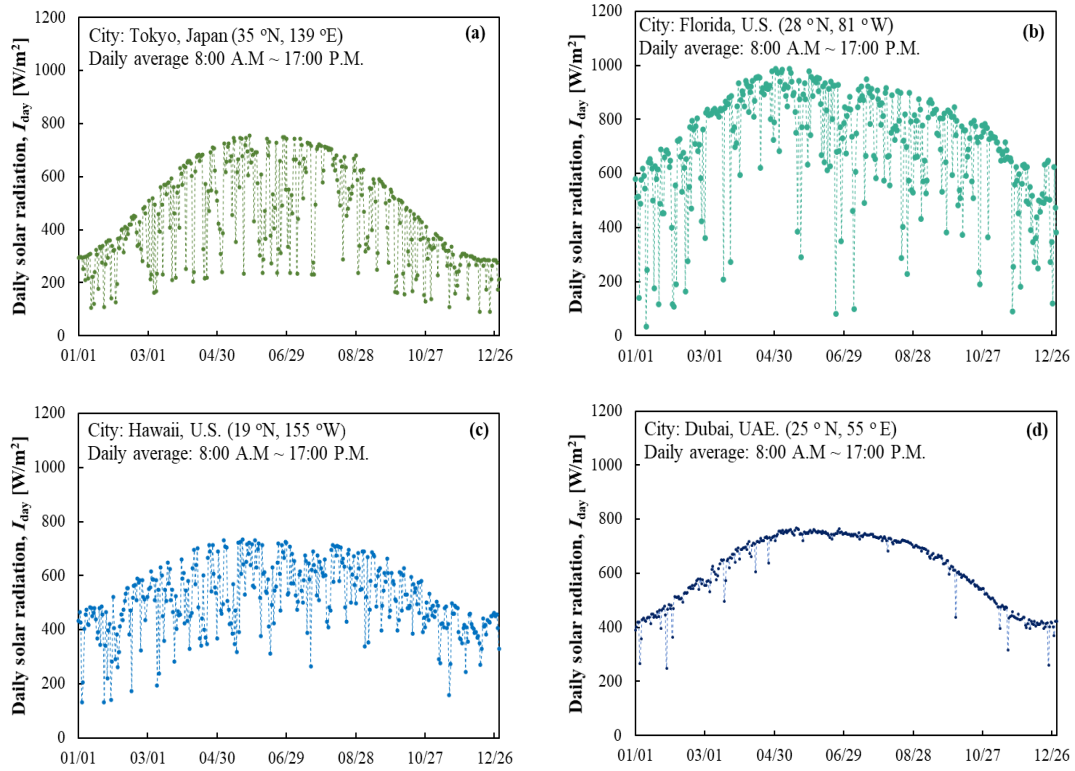 (a)
City: Tokyo, Japan (35 °N, 139 °E)
Daily average 8:00 A.M ~ 17:00 P.M.
Daily solar radiation, I_day [W/m²]
1200
1000
800
600
400
200
0
01/01 03/01 04/30 06/29 08/28 10/27 12/26
City: Florida, U.S. (28 °N, 81 °W)
(b)
Daily average: 8:00 A.M ~ 17:00 P.M.
Daily solar radiation, I_day [W/m²]
1200
1000
800
600
400
200
0
01/01 03/01 04/30 06/29 08/28 10/27 12/26
City: Hawaii, U.S. (19 °N, 155 °W)
(c)
Daily average: 8:00 A.M ~ 17:00 P.M.
Daily solar radiation, I_day [W/m²]
1200
1000
800
600
400
200
0
01/01 03/01 04/30 06/29 08/28 10/27 12/26
City: Dubai, UAE. (25 °N, 55 °E)
(d)
Daily average: 8:00 A.M ~ 17:00 P.M.
Daily solar radiation, I_day [W/m²]
1200
1000
800
600
400
200
0
01/01 03/01 04/30 06/29 08/28 10/27 12/26